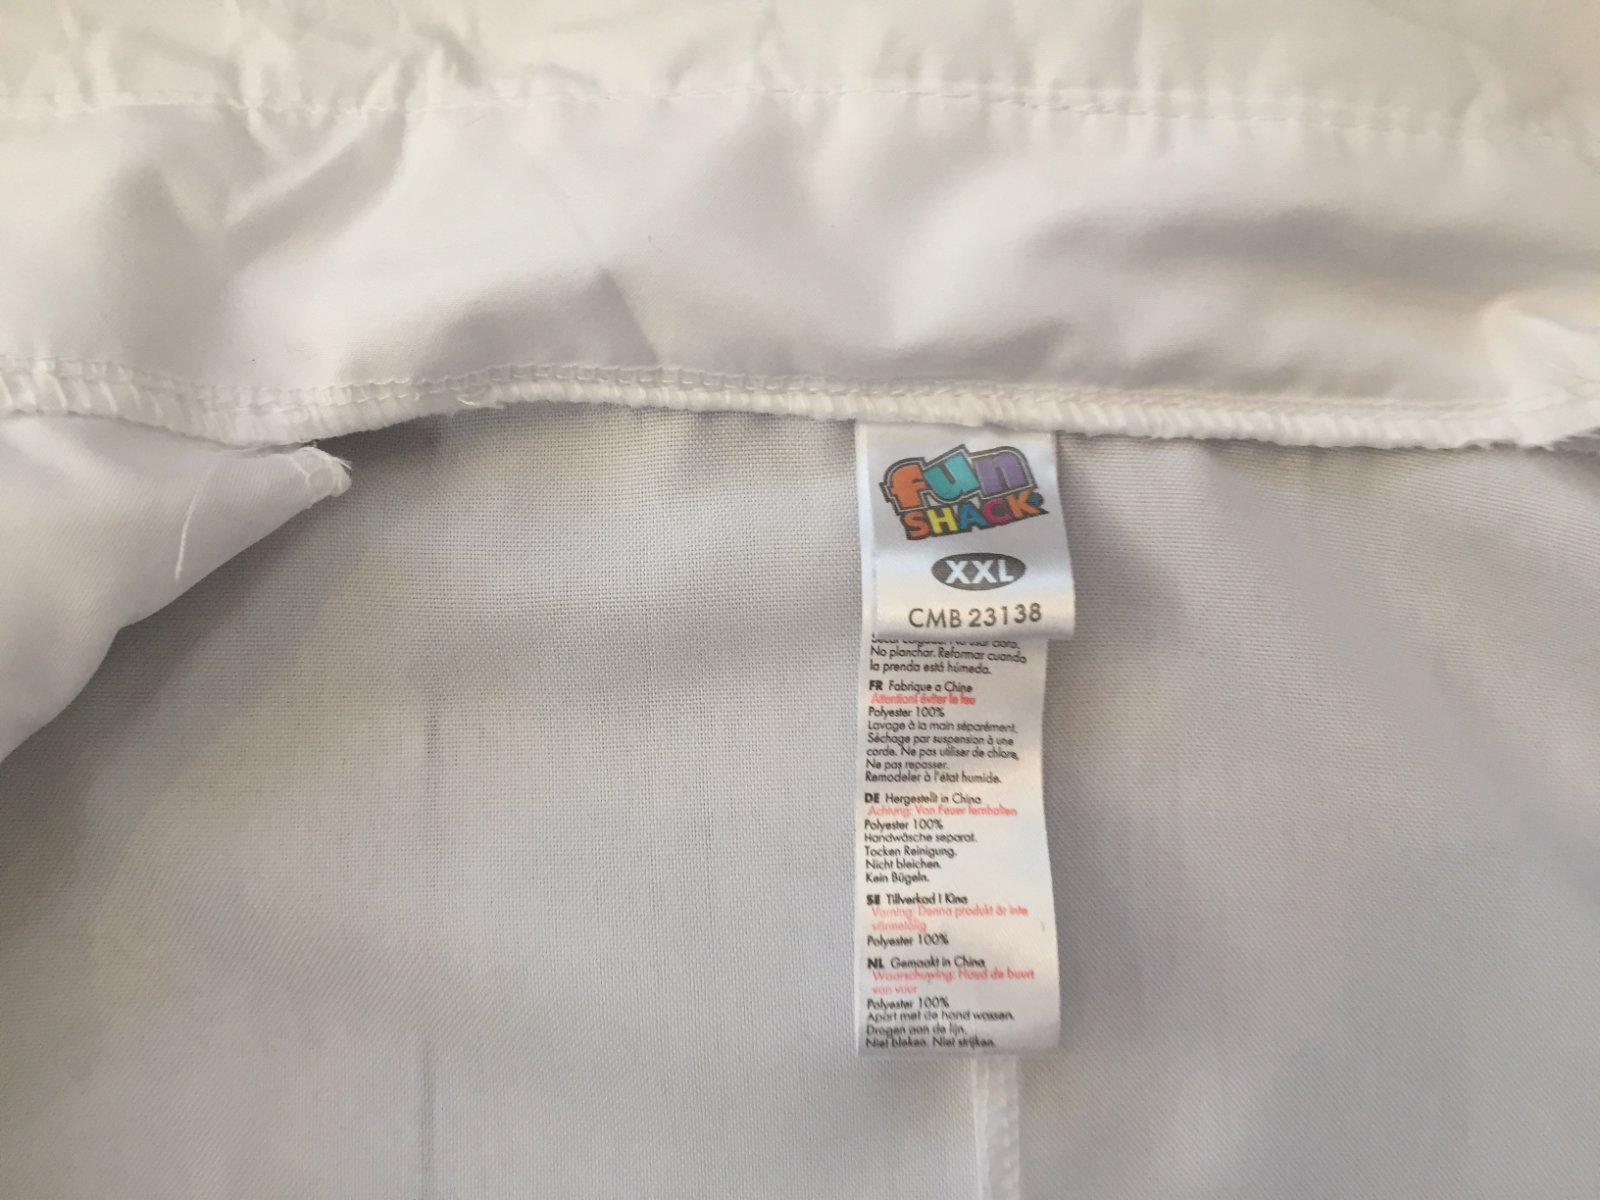 fun
SHACK
XXL
CMB 23138
No planchar. Reformar cuando
la prenda está húmeda.
FR Fabrique a Chine
Attention! éviter le feu
Polyester 100%
Lavage à la main séparément.
Séchage par suspension à une
corde. Ne pas utiliser de chlore,
Ne pas repasser.
Remodeler à l'état humide.
DE Hergestellt in China
Achtung: Von Feuer fernhalten
Polyester 100%
Handwäsche separat.
Tocken Reinigung.
Nicht bleichen.
Kein Bügeln.
SE Tillverkad I Kina
Varning: Denna produkt är inte
Polyester 100%
NL Gemaakt in China
Waarschuwing: Houd de buurt
van vuur
Polyester 100%
Apart met de hand wassen.
Drogen aan de lijn.
Niet bleken. Niet strijken.